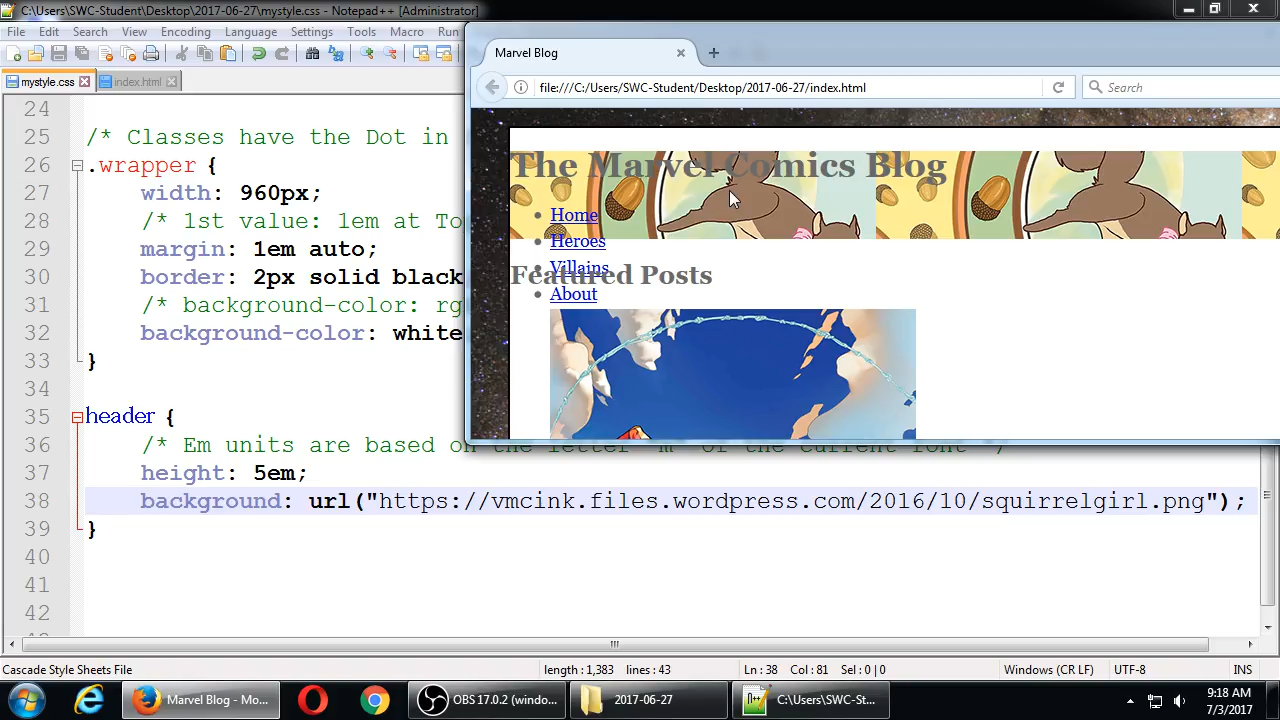 C:\Users\SWC-Student\Desktop\2017-06-27\mystyle.css - Notepad++ [Administrator]
File Edit Search View Encoding Language Settings Tools Macro Run
mystyle.css index.html
24
25 /* Classes have the Dot in
26 .wrapper {
27 width: 960px;
28 /* 1st value: 1em at To
29 margin: 1em auto;
30 border: 2px solid black
31 /* background-color: rg
32 background-color: white
33 }
34
35 header {
36 /* Em units are based on the letter "m" of the current font */
37 height: 5em;
38 background: url("https://vmcink.files.wordpress.com/2016/10/squirrelgirl.png");
39 }
40
41
42
Marvel Blog
file:///C:/Users/SWC-Student/Desktop/2017-06-27/index.html
Search
The Marvel Comics Blog
Home
Heroes
Villains
Featured Posts
About
Cascade Style Sheets File length : 1,383 lines : 43 Ln : 38 Col : 81 Sel : 0 | 0 Windows (CR LF) UTF-8 INS
Marvel Blog - Mo...
OBS 17.0.2 (windo...
2017-06-27
C:\Users\SWC-St...
9:18 AM
7/3/2017